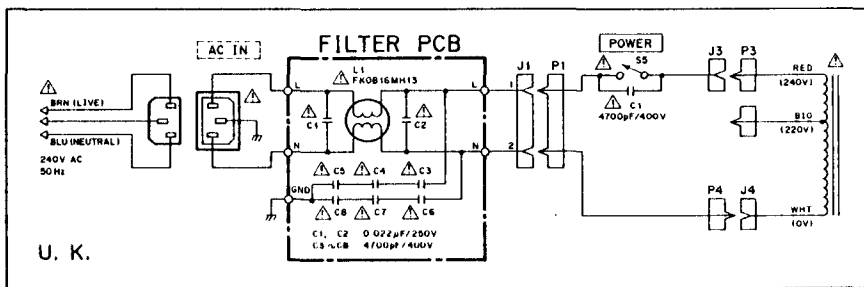 AC IN
FILTER PCB
POWER
L1
FKOB16MH13
J1
P1
S5
J3
P3
BRN (LIVE)
BLU (NEUTRAL)
240V AC
50Hz
L
L
C1
C2
1
C1
4700pF/400V
RED
(240V)
(220V)
N
N
2
C5
C4
C3
GND
C8
C7
C6
P4
J4
WHT
(0V)
C1, C2 0.022μF/250V
C3~C8 4700pF/400V
U. K.